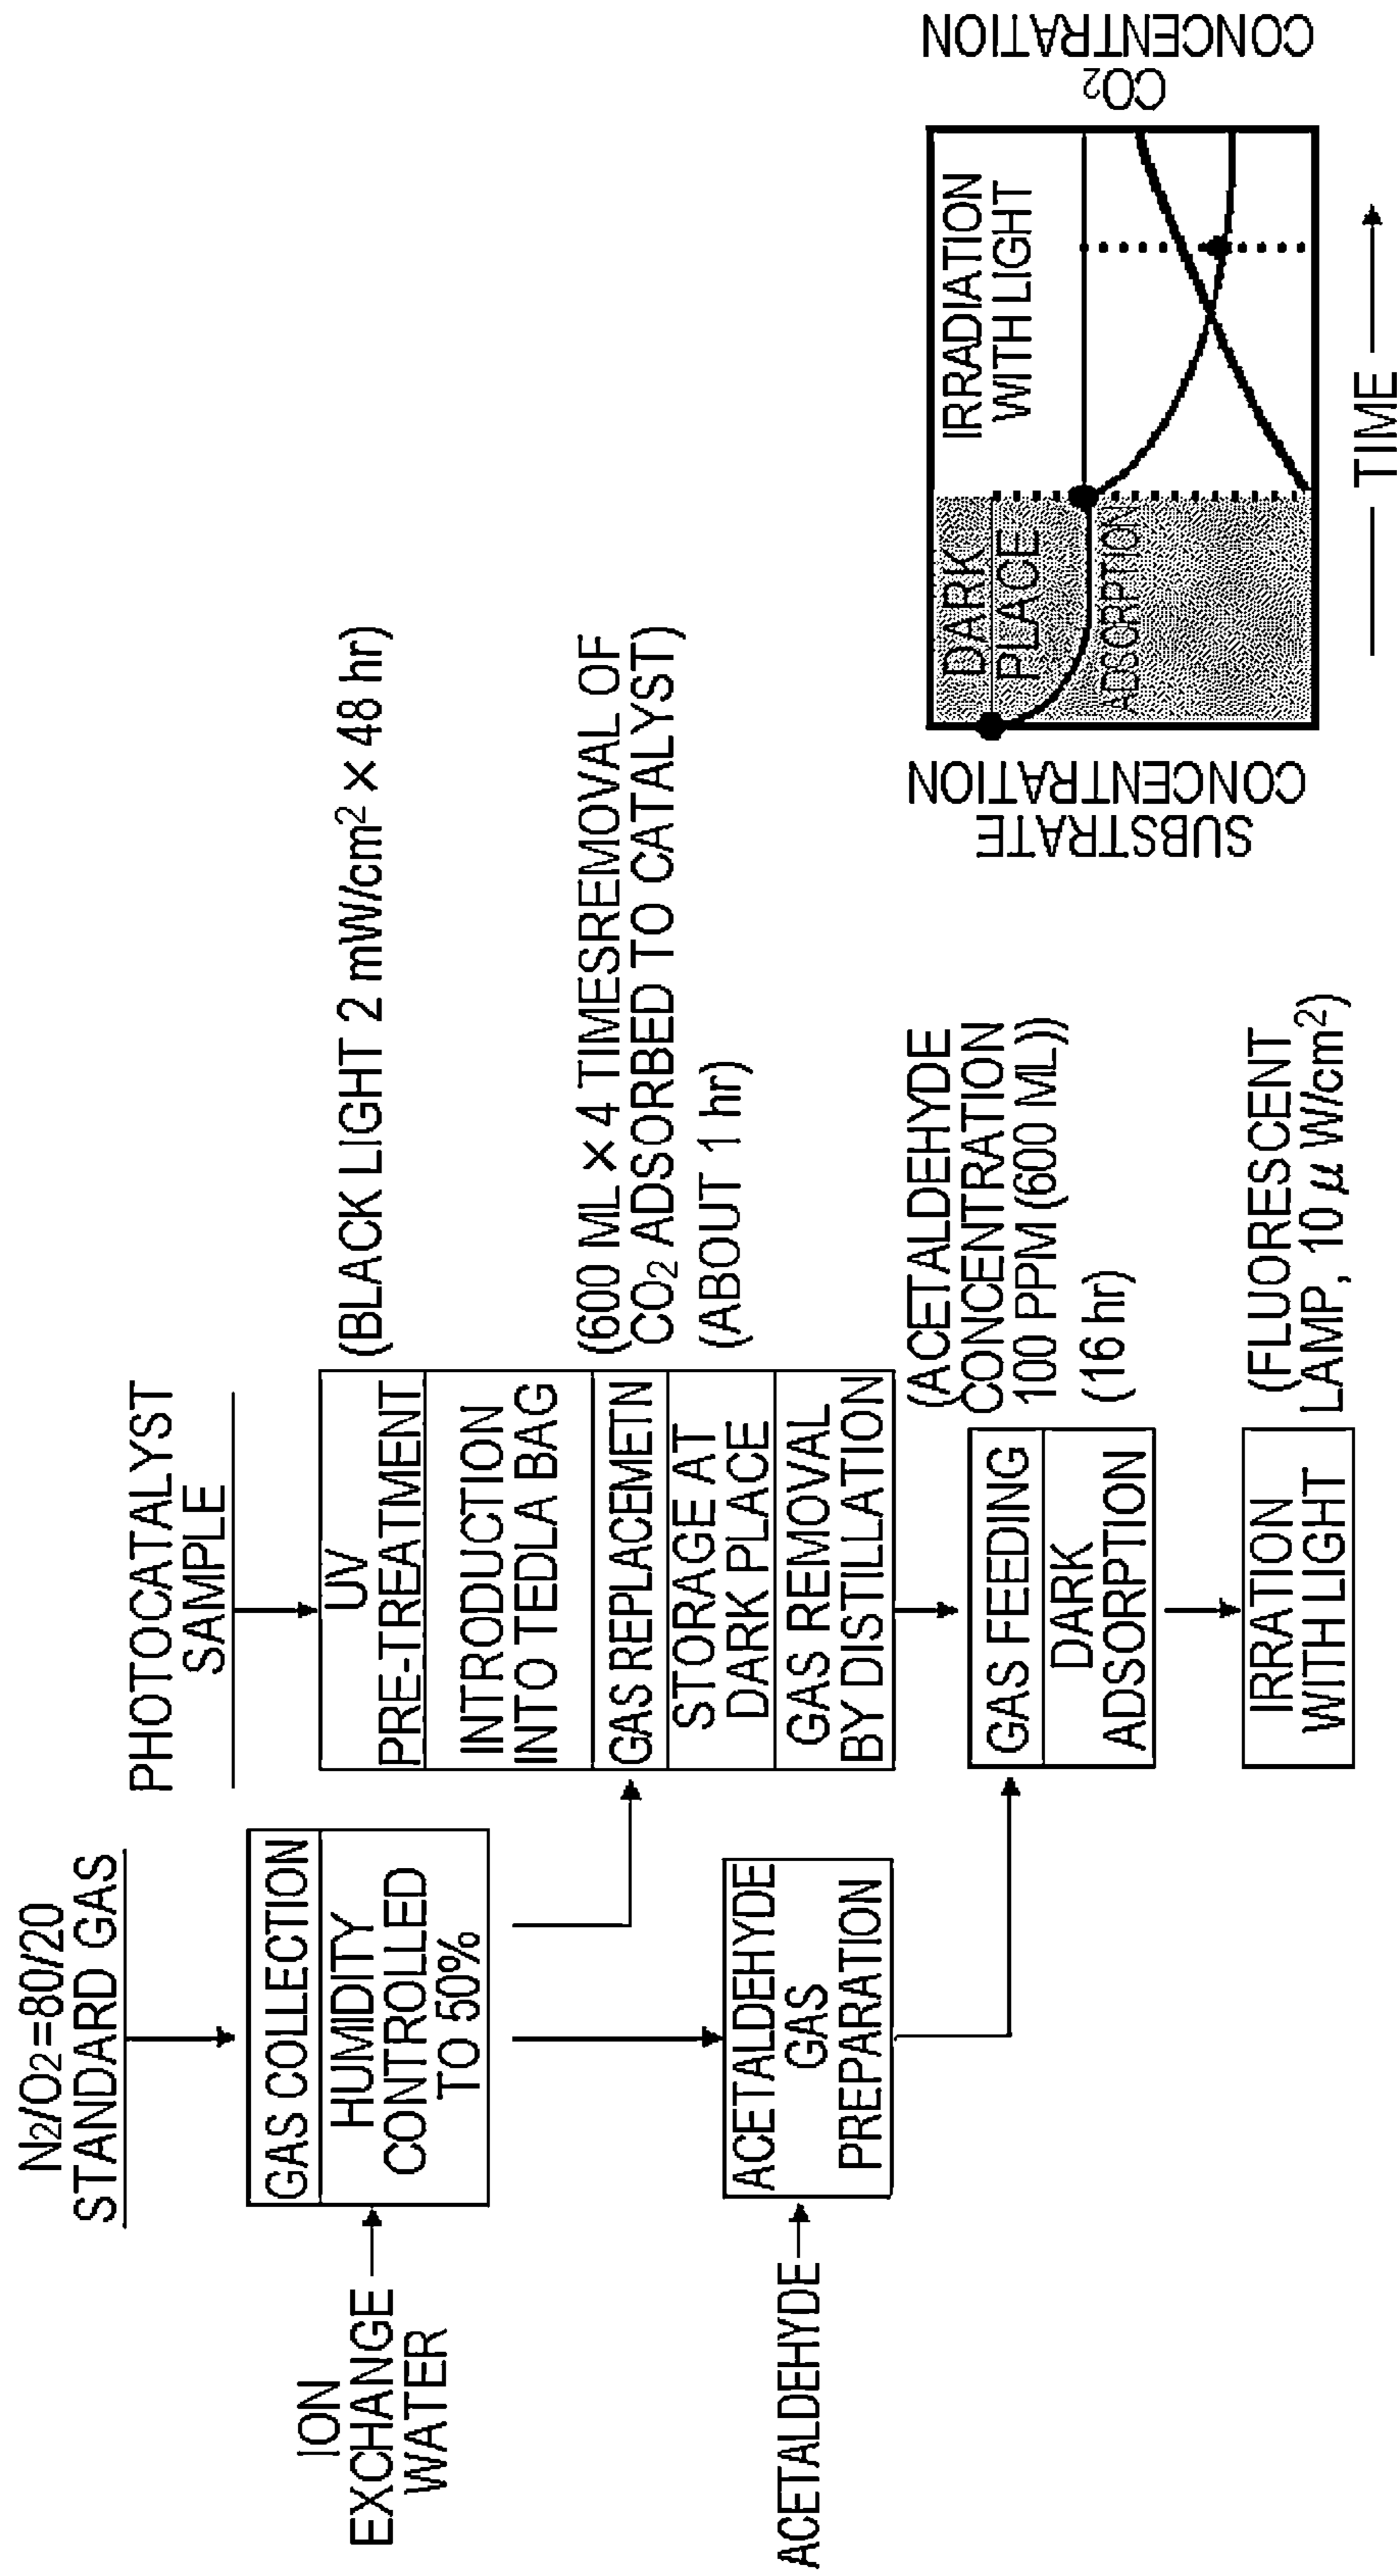 N2/O2=80/20
STANDARD GAS
ION
EXCHANGE
WATER
GAS COLLECTION
HUMIDITY
CONTROLLED
TO 50%
ACETALDEHYDE
ACETALDEHYDE
GAS
PREPARATION
PHOTOCATALYST
SAMPLE
UV
PRE-TREATMENT
INTRODUCTION
INTO TEDLA BAG
GAS REPLACEMETN
STORAGE AT
DARK PLACE
GAS REMOVAL
BY DISTILLATION
(BLACK LIGHT 2 mW/cm² × 48 hr)
(600 ML × 4 TIMESREMOVAL OF
CO₂ ADSORBED TO CATALYST)
(ABOUT 1 hr)
GAS FEEDING
DARK
ADSORPTION
(ACETALDEHYDE
CONCENTRATION
100 PPM (600 ML))
(16 hr)
IRRATION
WITH LIGHT
(FLUORESCENT
LAMP, 10 μ W/cm²)
SUBSTRATE
CONCENTRATION
DARK
PLACE
ADSORPTION
IRRADIATION
WITH LIGHT
CO₂
CONCENTRATION
TIME